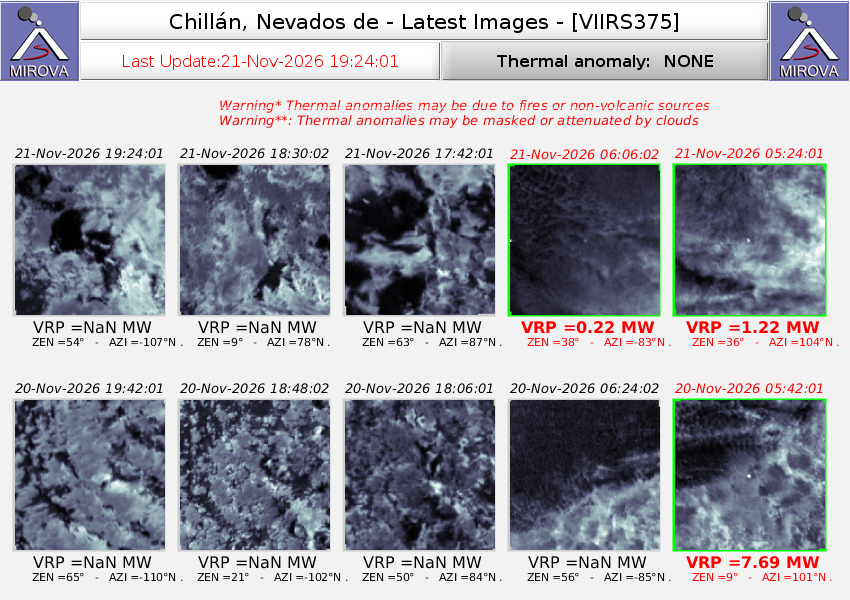 MIROVA
Chillán, Nevados de - Latest Images - [VIIRS375]
MIROVA
Last Update:21-Nov-2026 19:24:01
Thermal anomaly: NONE
Warning* Thermal anomalies may be due to fires or non-volcanic sources
Warning**: Thermal anomalies may be masked or attenuated by clouds
21-Nov-2026 19:24:01
21-Nov-2026 18:30:02
21-Nov-2026 17:42:01
21-Nov-2026 06:06:02
21-Nov-2026 05:24:01
VRP =NaN MW
VRP =NaN MW
VRP =NaN MW
VRP =0.22 MW
VRP =1.22 MW
ZEN =54° - AZI =-107°N .
ZEN =9° - AZI =78°N .
ZEN =63° - AZI =87°N .
ZEN =38° - AZI =-83°N .
ZEN =36° - AZI =104°N .
20-Nov-2026 19:42:01
20-Nov-2026 18:48:02
20-Nov-2026 18:06:01
20-Nov-2026 06:24:02
20-Nov-2026 05:42:01
VRP =NaN MW
VRP =NaN MW
VRP =NaN MW
VRP =NaN MW
VRP =7.69 MW
ZEN =65° - AZI =-110°N .
ZEN =21° - AZI =-102°N .
ZEN =50° - AZI =84°N .
ZEN =56° - AZI =-85°N .
ZEN =9° - AZI =101°N .